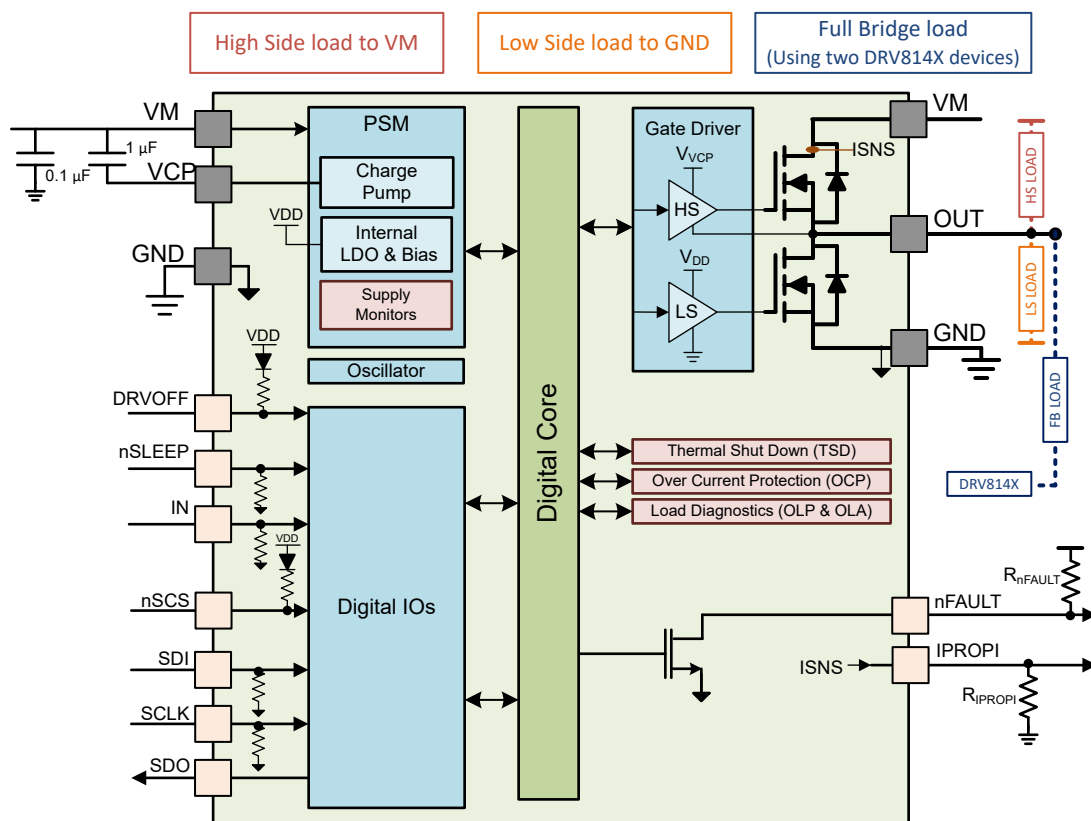 High Side load to VM
Low Side load to GND
Full Bridge load
(Using two DRV814X devices)
VM
1 µF
0.1 µF
VCP
GND
PSM
Charge
Pump
VDD
Internal
LDO & Bias
Supply
Monitors
Oscillator
Digital Core
Gate Driver
VVCP
HS
VDD
LS
ISNS
VM
OUT
GND
HS LOAD
LS LOAD
FB LOAD
DRV814X
VDD
DRVOFF
nSLEEP
IN
VDD
nSCS
SDI
SCLK
SDO
Digital IOs
Thermal Shut Down (TSD)
Over Current Protection (OCP)
Load Diagnostics (OLP & OLA)
nFAULT
RnFAULT
ISNS
IPROPI
RIPROPI